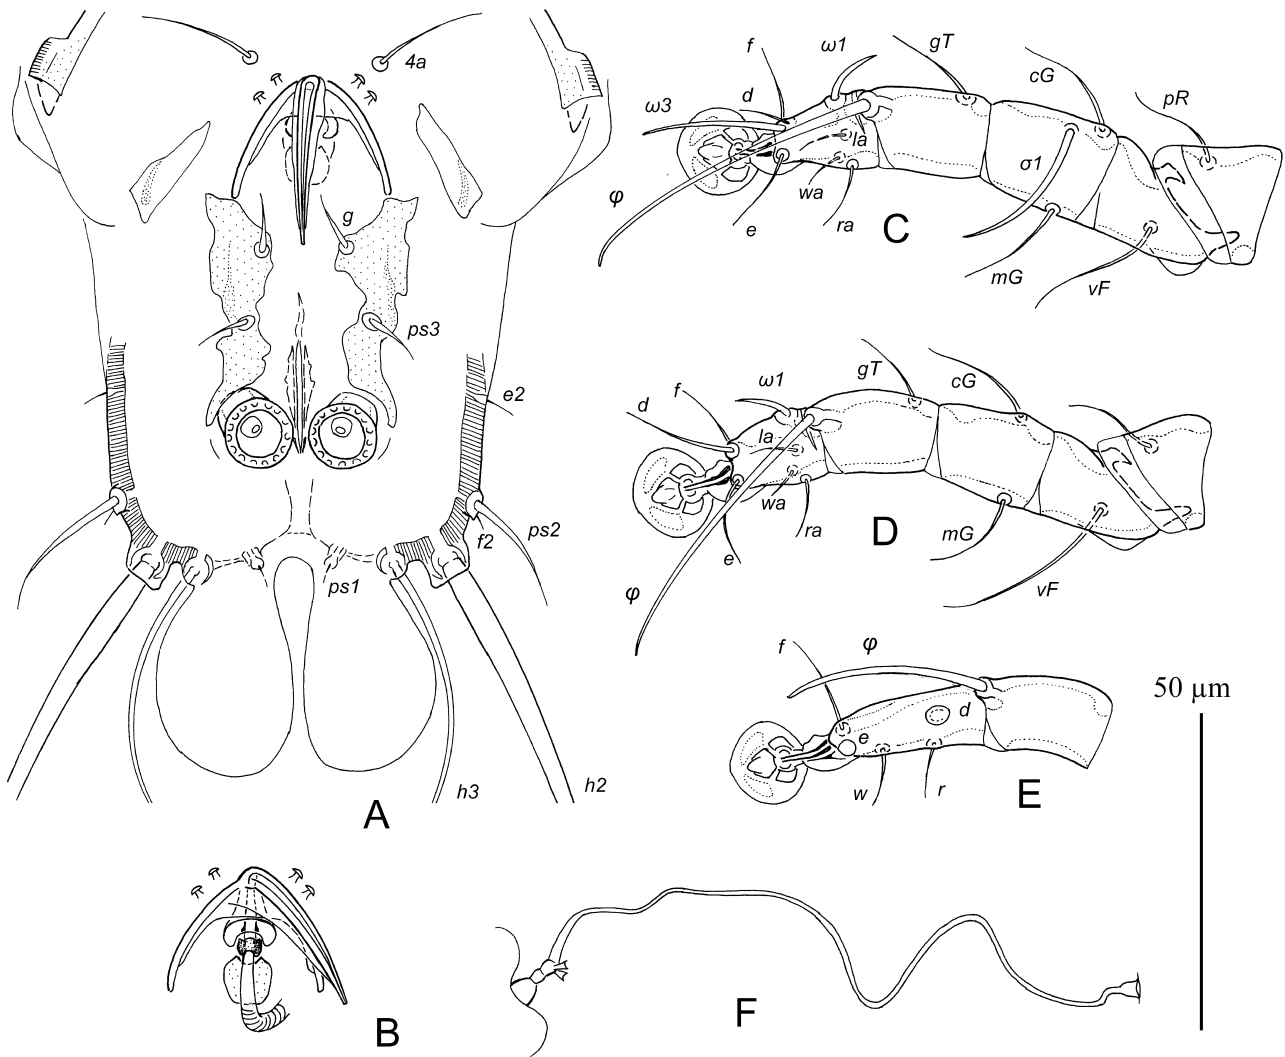 4a
g
ps3
e2
ps2
f2
ps1
h3
h2
A
B
f
ω1
gT
cG
pR
ω3
d
la
σ1
φ
wa
e
ra
C
mG
vF
gT
cG
ω1
f
d
la
wa
ra
e
D
mG
vF
φ
f
φ
d
e
w
r
E
50 µm
F